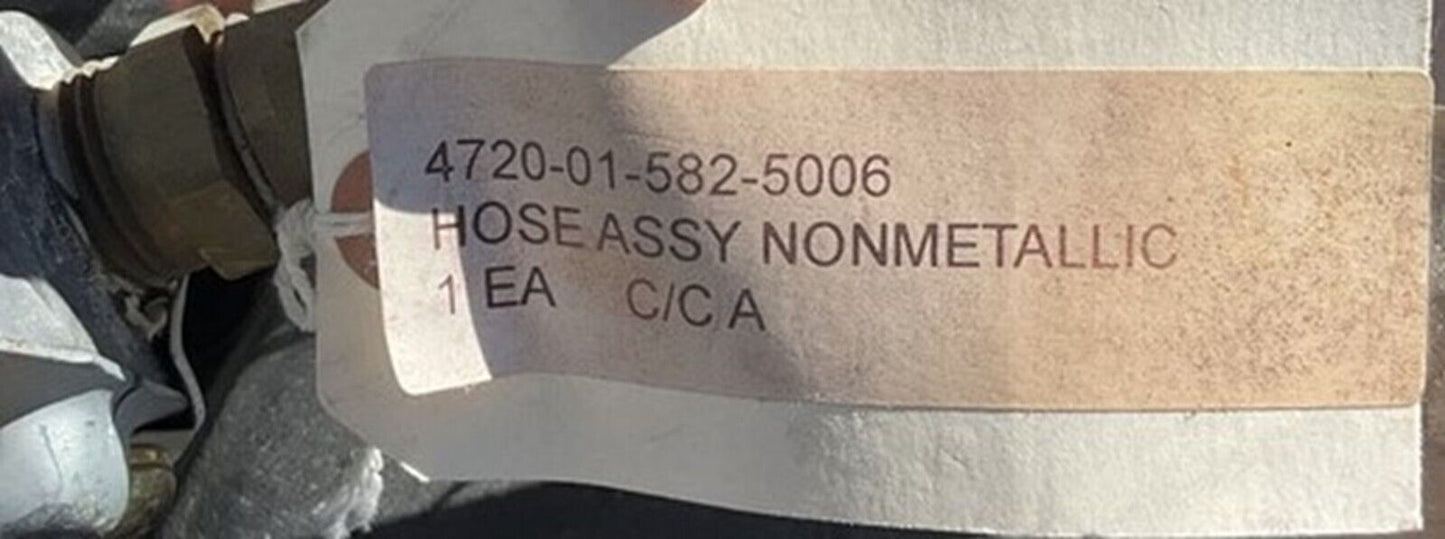 4720-01-582-5006
HOSE ASSY NONMETALLIC
1 EA C/C A